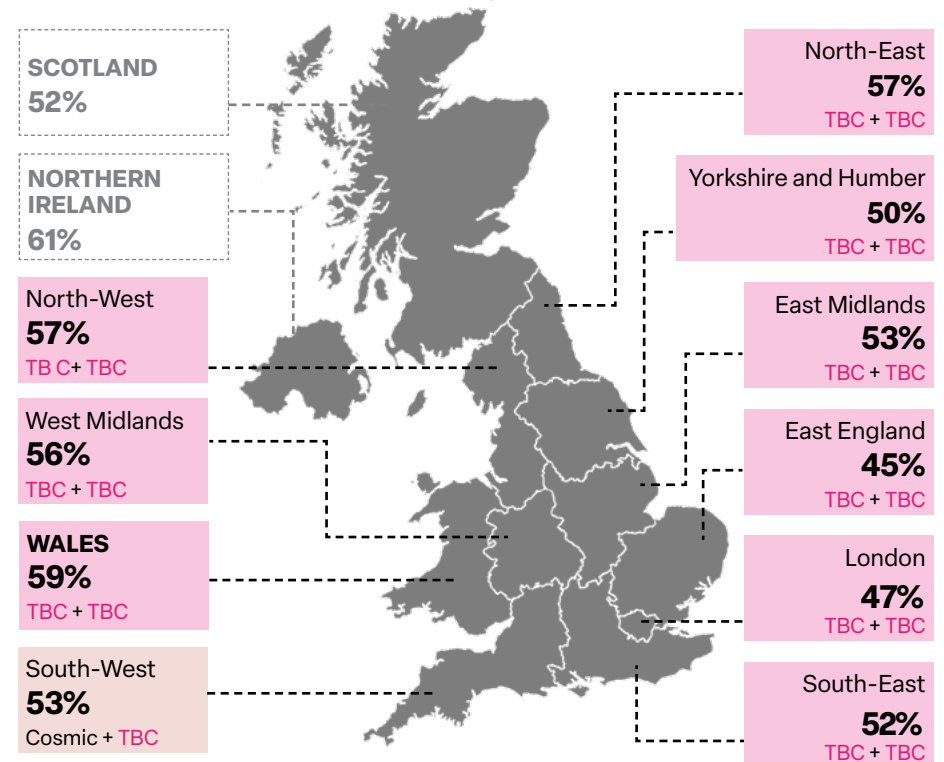 SCOTLAND
52%
NORTHERN
IRELAND
61%
North-West
57%
TB C+ TBC
West Midlands
56%
TBC + TBC
WALES
59%
TBC + TBC
South-West
53%
Cosmic + TBC
North-East
57%
TBC + TBC
Yorkshire and Humber
50%
TBC + TBC
East Midlands
53%
TBC + TBC
East England
45%
TBC + TBC
London
47%
TBC + TBC
South-East
52%
TBC + TBC